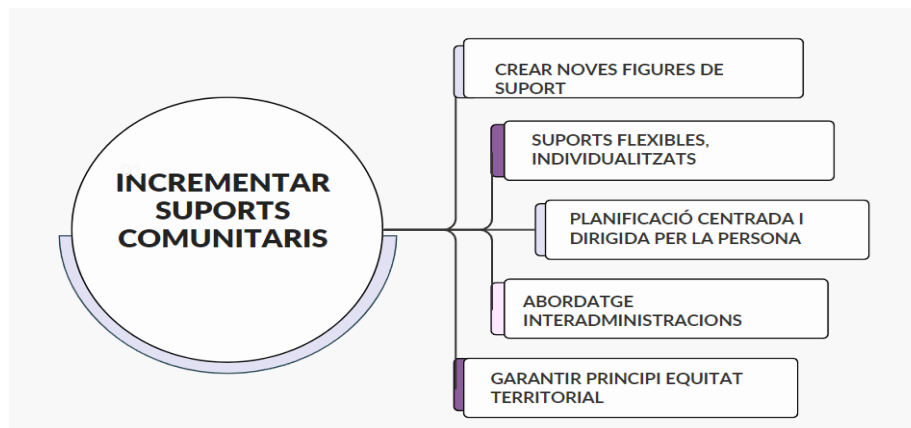 INCREMENTAR
SUPORTS
COMUNITARIS
CREAR NOVES FIGURES DE
SUPORT
SUPORTS FLEXIBLES,
INDIVIDUALITZATS
PLANIFICACIÓ CENTRADA I
DIRIGIDA PER LA PERSONA
ABORDATGE
INTERADMINISTRACIONS
GARANTIR PRINCIPI EQUITAT
TERRITORIAL